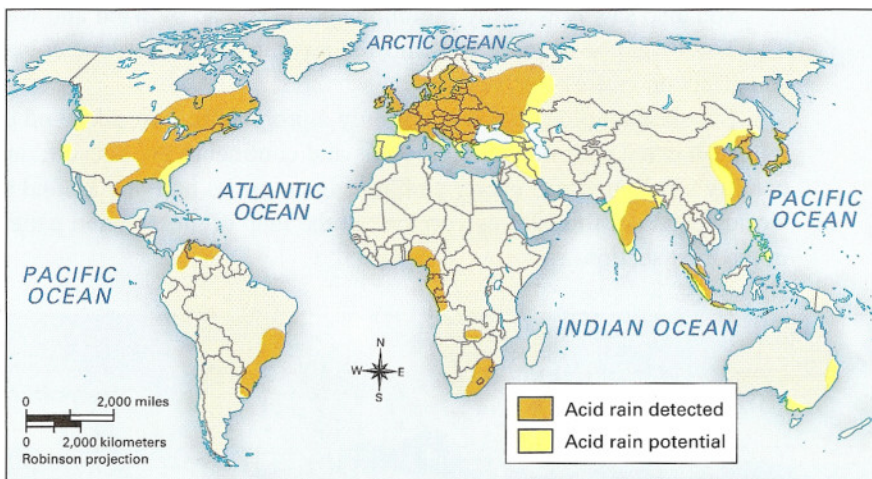 ARCTIC OCEAN
ATLANTIC
OCEAN
PACIFIC
OCEAN
PACIFIC
OCEAN
INDIAN OCEAN
N
W
E
S
0
2,000 miles
0
2,000 kilometers
Robinson projection
Acid rain detected
Acid rain potential